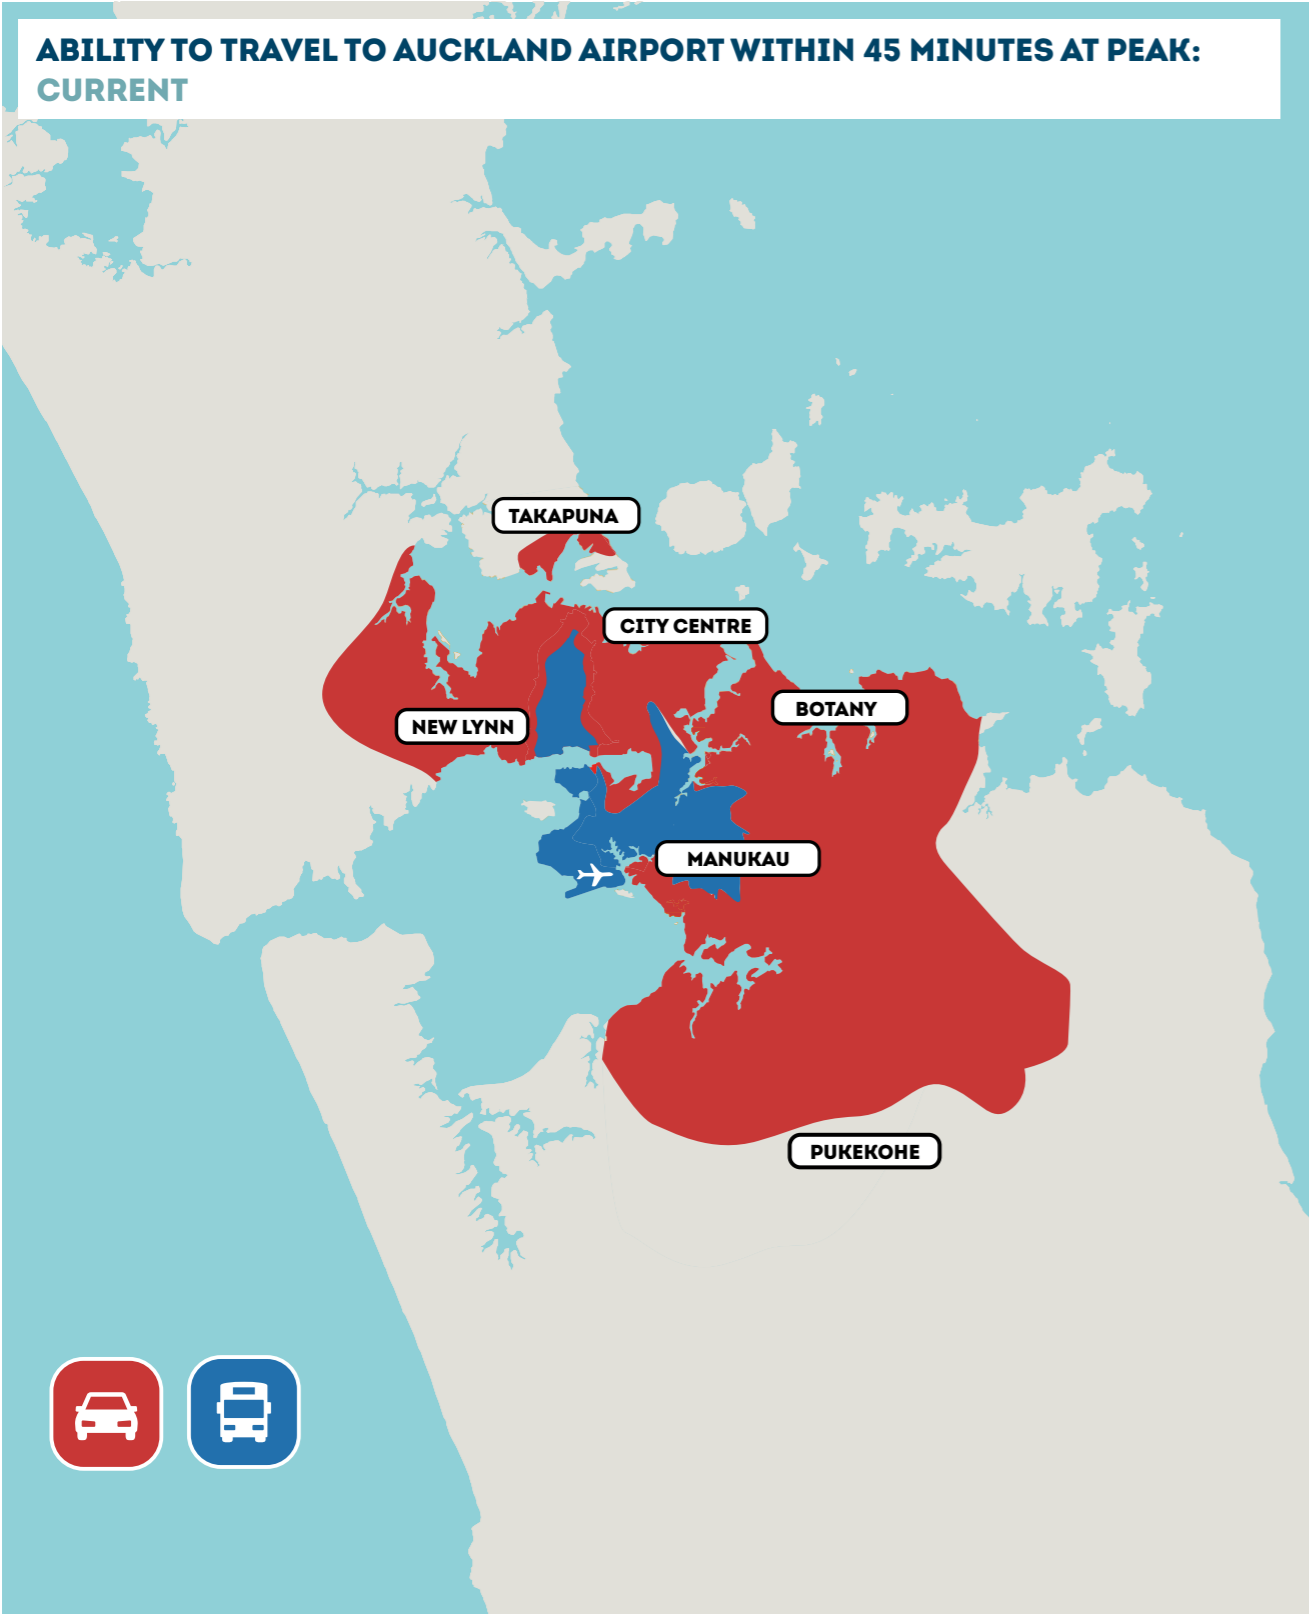 ABILITY TO TRAVEL TO AUCKLAND AIRPORT WITHIN 45 MINUTES AT PEAK:
CURRENT
TAKAPUNA
CITY CENTRE
BOTANY
NEW LYNN
MANUKAU
PUKEKOHE